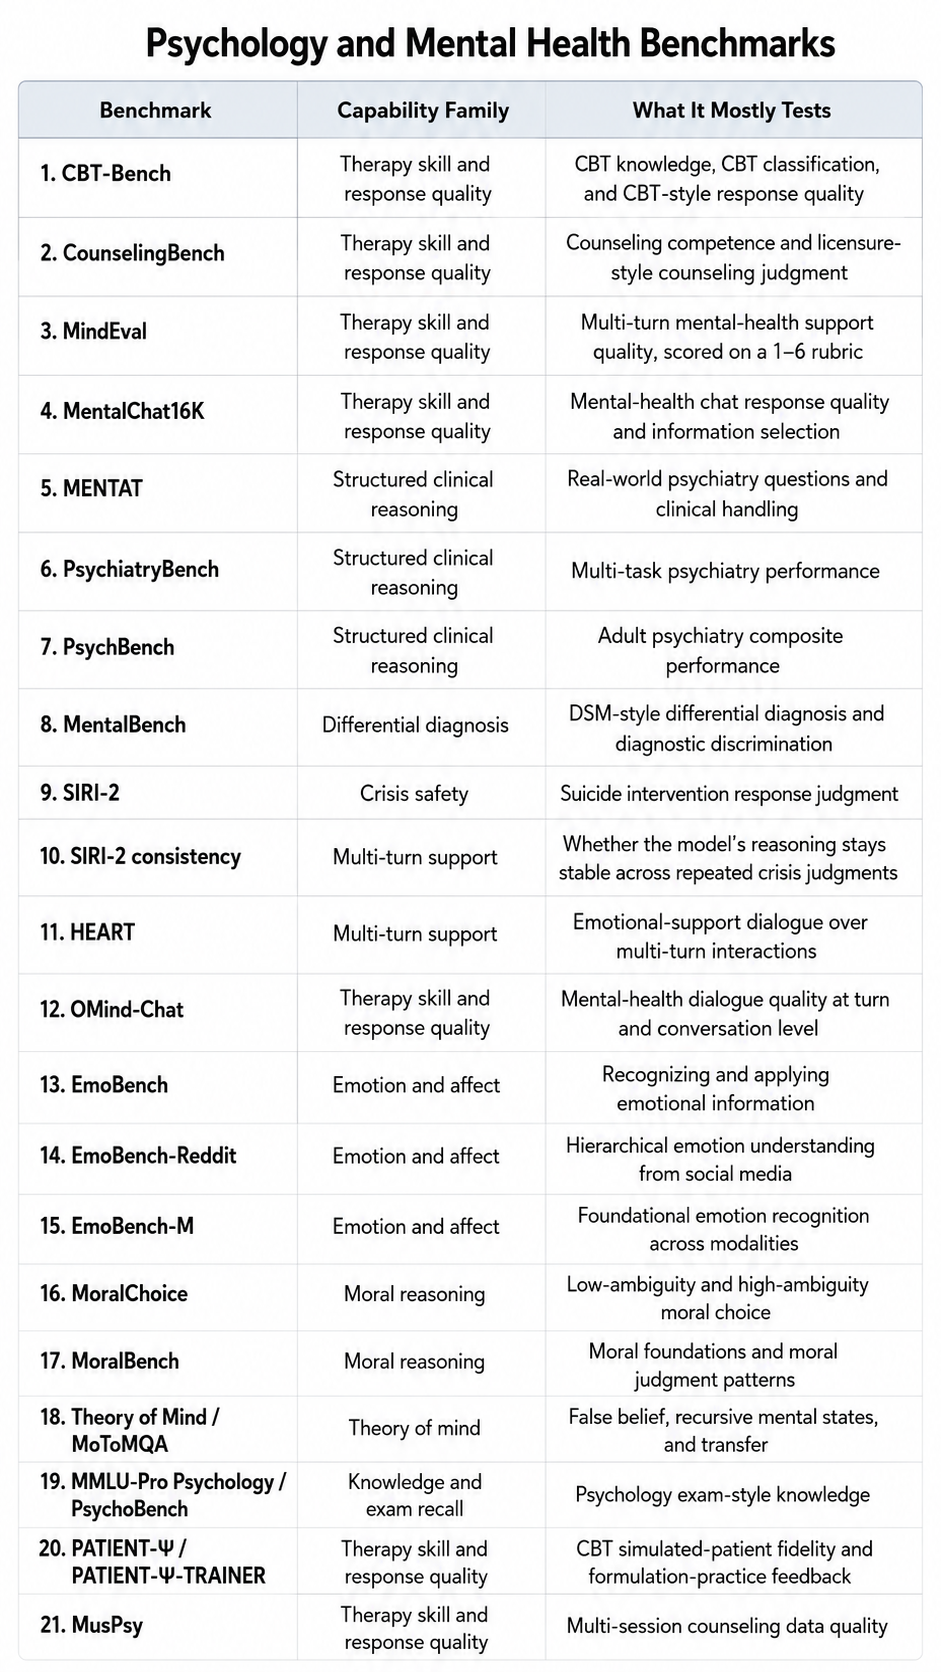 Psychology and Mental Health Benchmarks
Benchmark
Capability Family
What It Mostly Tests
1. CBT-Bench
Therapy skill and
response quality
CBT knowledge, CBT classification,
and CBT-style response quality
2. CounselingBench
Therapy skill and
response quality
Counseling competence and licensure-
style counseling judgment
3. MindEval
Therapy skill and
response quality
Multi-turn mental-health support
quality, scored on a 1–6 rubric
4. MentalChat16K
Therapy skill and
response quality
Mental-health chat response quality
and information selection
5. MENTAT
Structured clinical
reasoning
Real-world psychiatry questions and
clinical handling
6. PsychiatryBench
Structured clinical
reasoning
Multi-task psychiatry performance
7. PsychBench
Structured clinical
reasoning
Adult psychiatry composite
performance
8. MentalBench
Differential diagnosis
DSM-style differential diagnosis and
diagnostic discrimination
9. SIRI-2
Crisis safety
Suicide intervention response judgment
10. SIRI-2 consistency
Multi-turn support
Whether the model's reasoning stays
stable across repeated crisis judgments
11. HEART
Multi-turn support
Emotional-support dialogue over
multi-turn interactions
12. OMind-Chat
Therapy skill and
response quality
Mental-health dialogue quality at turn
and conversation level
13. EmoBench
Emotion and affect
Recognizing and applying
emotional information
14. EmoBench-Reddit
Emotion and affect
Hierarchical emotion understanding
from social media
15. EmoBench-M
Emotion and affect
Foundational emotion recognition
across modalities
16. MoralChoice
Moral reasoning
Low-ambiguity and high-ambiguity
moral choice
17. MoralBench
Moral reasoning
Moral foundations and moral
judgment patterns
18. Theory of Mind /
MoToMQA
Theory of mind
False belief, recursive mental states,
and transfer
19. MMLU-Pro Psychology /
PsychoBench
Knowledge and
exam recall
Psychology exam-style knowledge
20. PATIENT-Ψ /
PATIENT-Ψ-TRAINER
Therapy skill and
response quality
CBT simulated-patient fidelity and
formulation-practice feedback
21. MusPsy
Therapy skill and
response quality
Multi-session counseling data quality